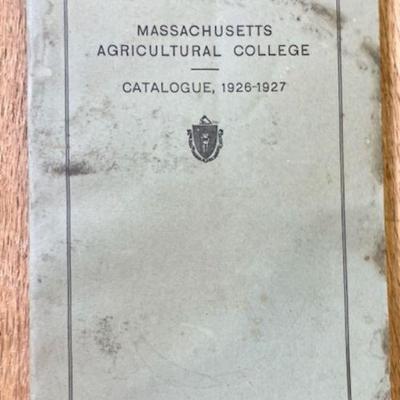 MASSACHUSETTS
AGRICULTURAL COLLEGE
CATALOGUE, 1926-1927